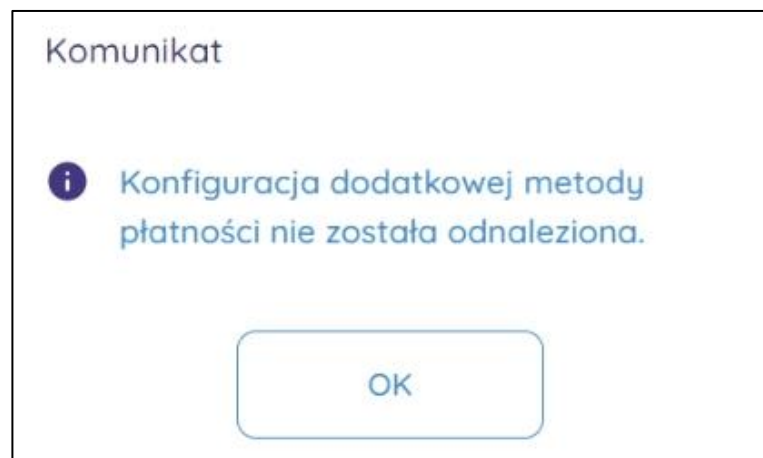 Komunikat
Konfiguracja dodatkowej metody
płatności nie została odnaleziona.
OK